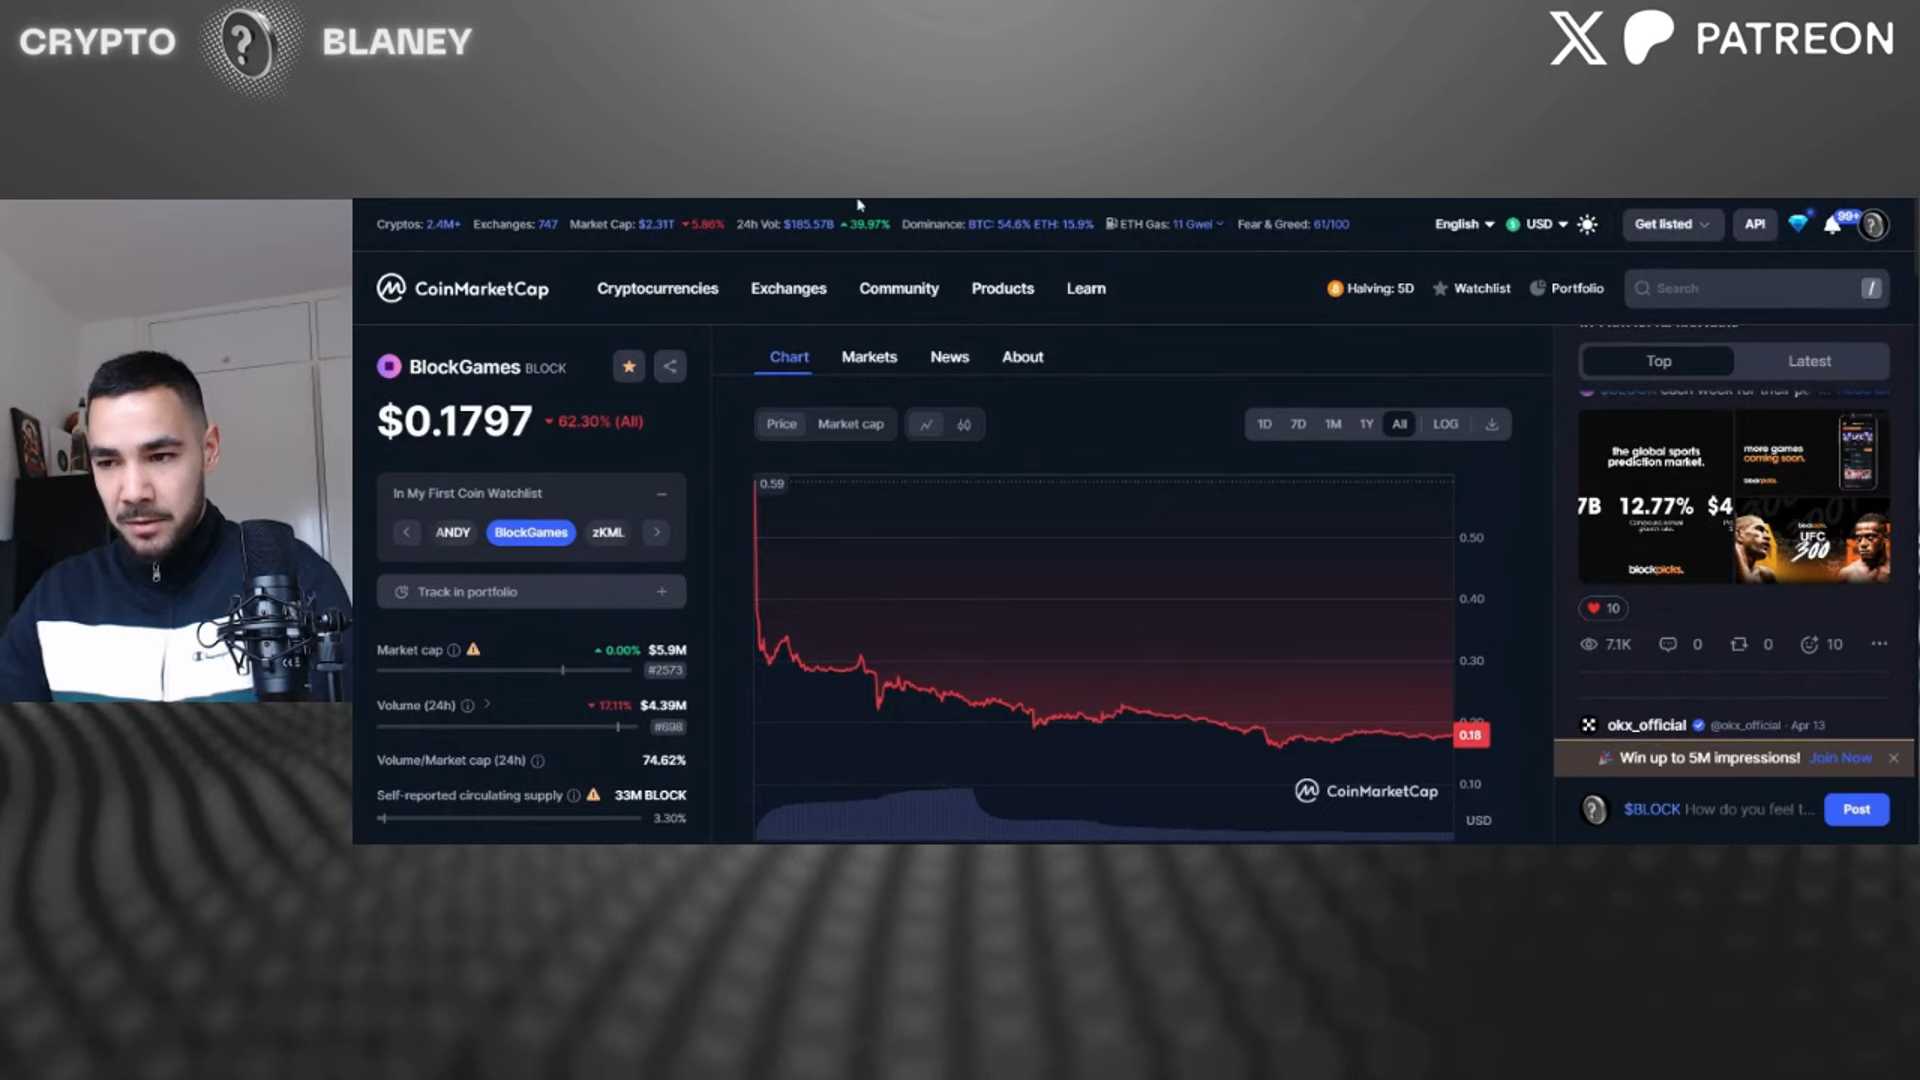 CRYPTO ? BLANEY
X PATREON
Cryptos: 2.4M+ Exchanges: 747 Market Cap: $2.31T 5.86% 24h Vol: $185.57B 39.97% Dominance: BTC: 54.6% ETH: 15.9% ETH Gas: 11 Gwei Fear & Greed: 61/100
English USD Get listed API 99+
CoinMarketCap Cryptocurrencies Exchanges Community Products Learn
Halving: 5D Watchlist Portfolio Search /
BlockGames BLOCK
$0.1797 62.30% (All)
In My First Coin Watchlist
ANDY BlockGames zKML
Track in portfolio +
Market cap 0.00% $5.9M
#2573
Volume (24h) 17.11% $4.39M
#698
Volume/Market cap (24h) 74.62%
Self-reported circulating supply 33M BLOCK
3.30%
Chart Markets News About
Price Market cap
1D 7D 1M 1Y All LOG
0.59
0.50
0.40
0.30
0.20
0.18
0.10
CoinMarketCap
USD
Top Latest
the global sports
prediction market.
7B 12.77% $4
blockpicks.
more games
coming soon.
UFC
300
10
7.1K 0 0 10
okx_official @okx_official · Apr 13
Win up to 5M impressions! Join Now
$BLOCK How do you feel t... Post